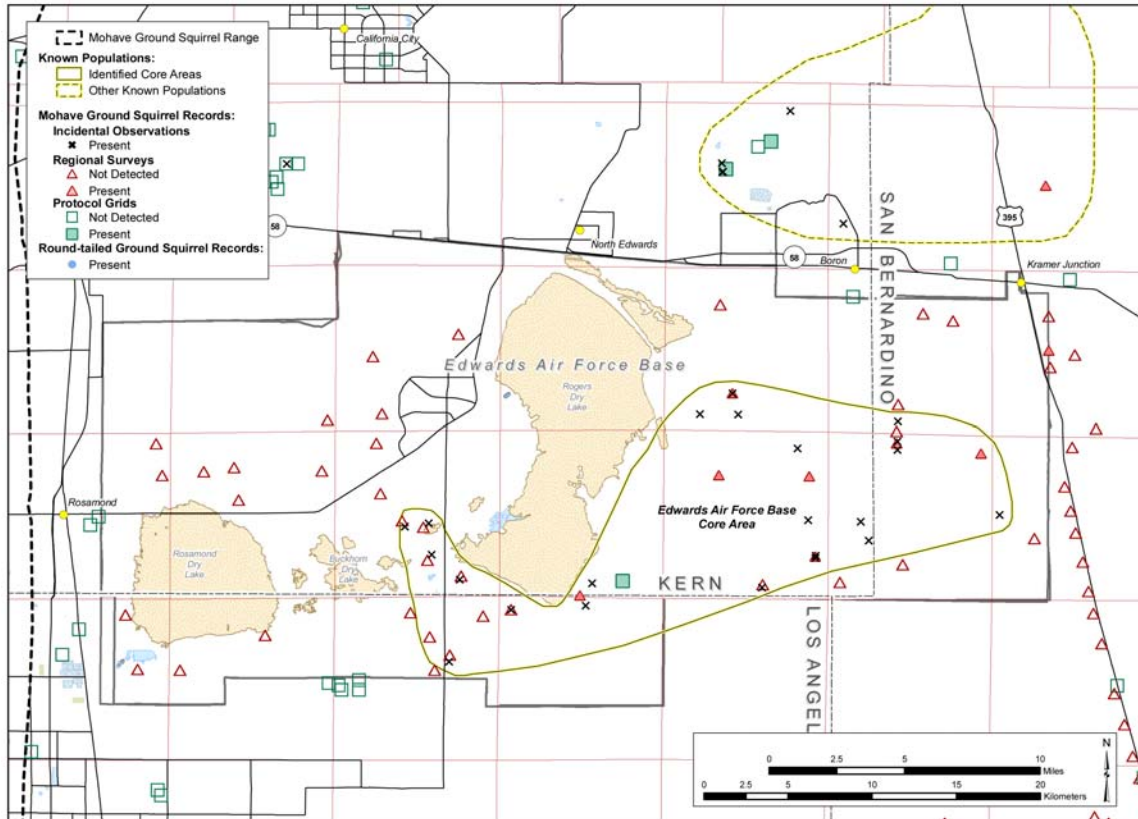 Mohave Ground Squirrel Range
Known Populations:
Identified Core Areas
Other Known Populations
Mohave Ground Squirrel Records:
Incidental Observations
Present
Regional Surveys
Not Detected
Present
Protocol Grids
Not Detected
Present
Round-tailed Ground Squirrel Records:
Present
California City
58
North Edwards
395
SAN BERNARDINO
58
Boron
Kramer Junction
Edwards Air Force Base
Rogers
Dry
Lake
Rosamond
Edwards Air Force Base
Core Area
Rosamond
Dry
Lake
Buckhorn
Dry
Lake
KERN
LOS ANGEL
0 2.5 5 10
Miles
0 2.5 5 10 15 20
Kilometers
N